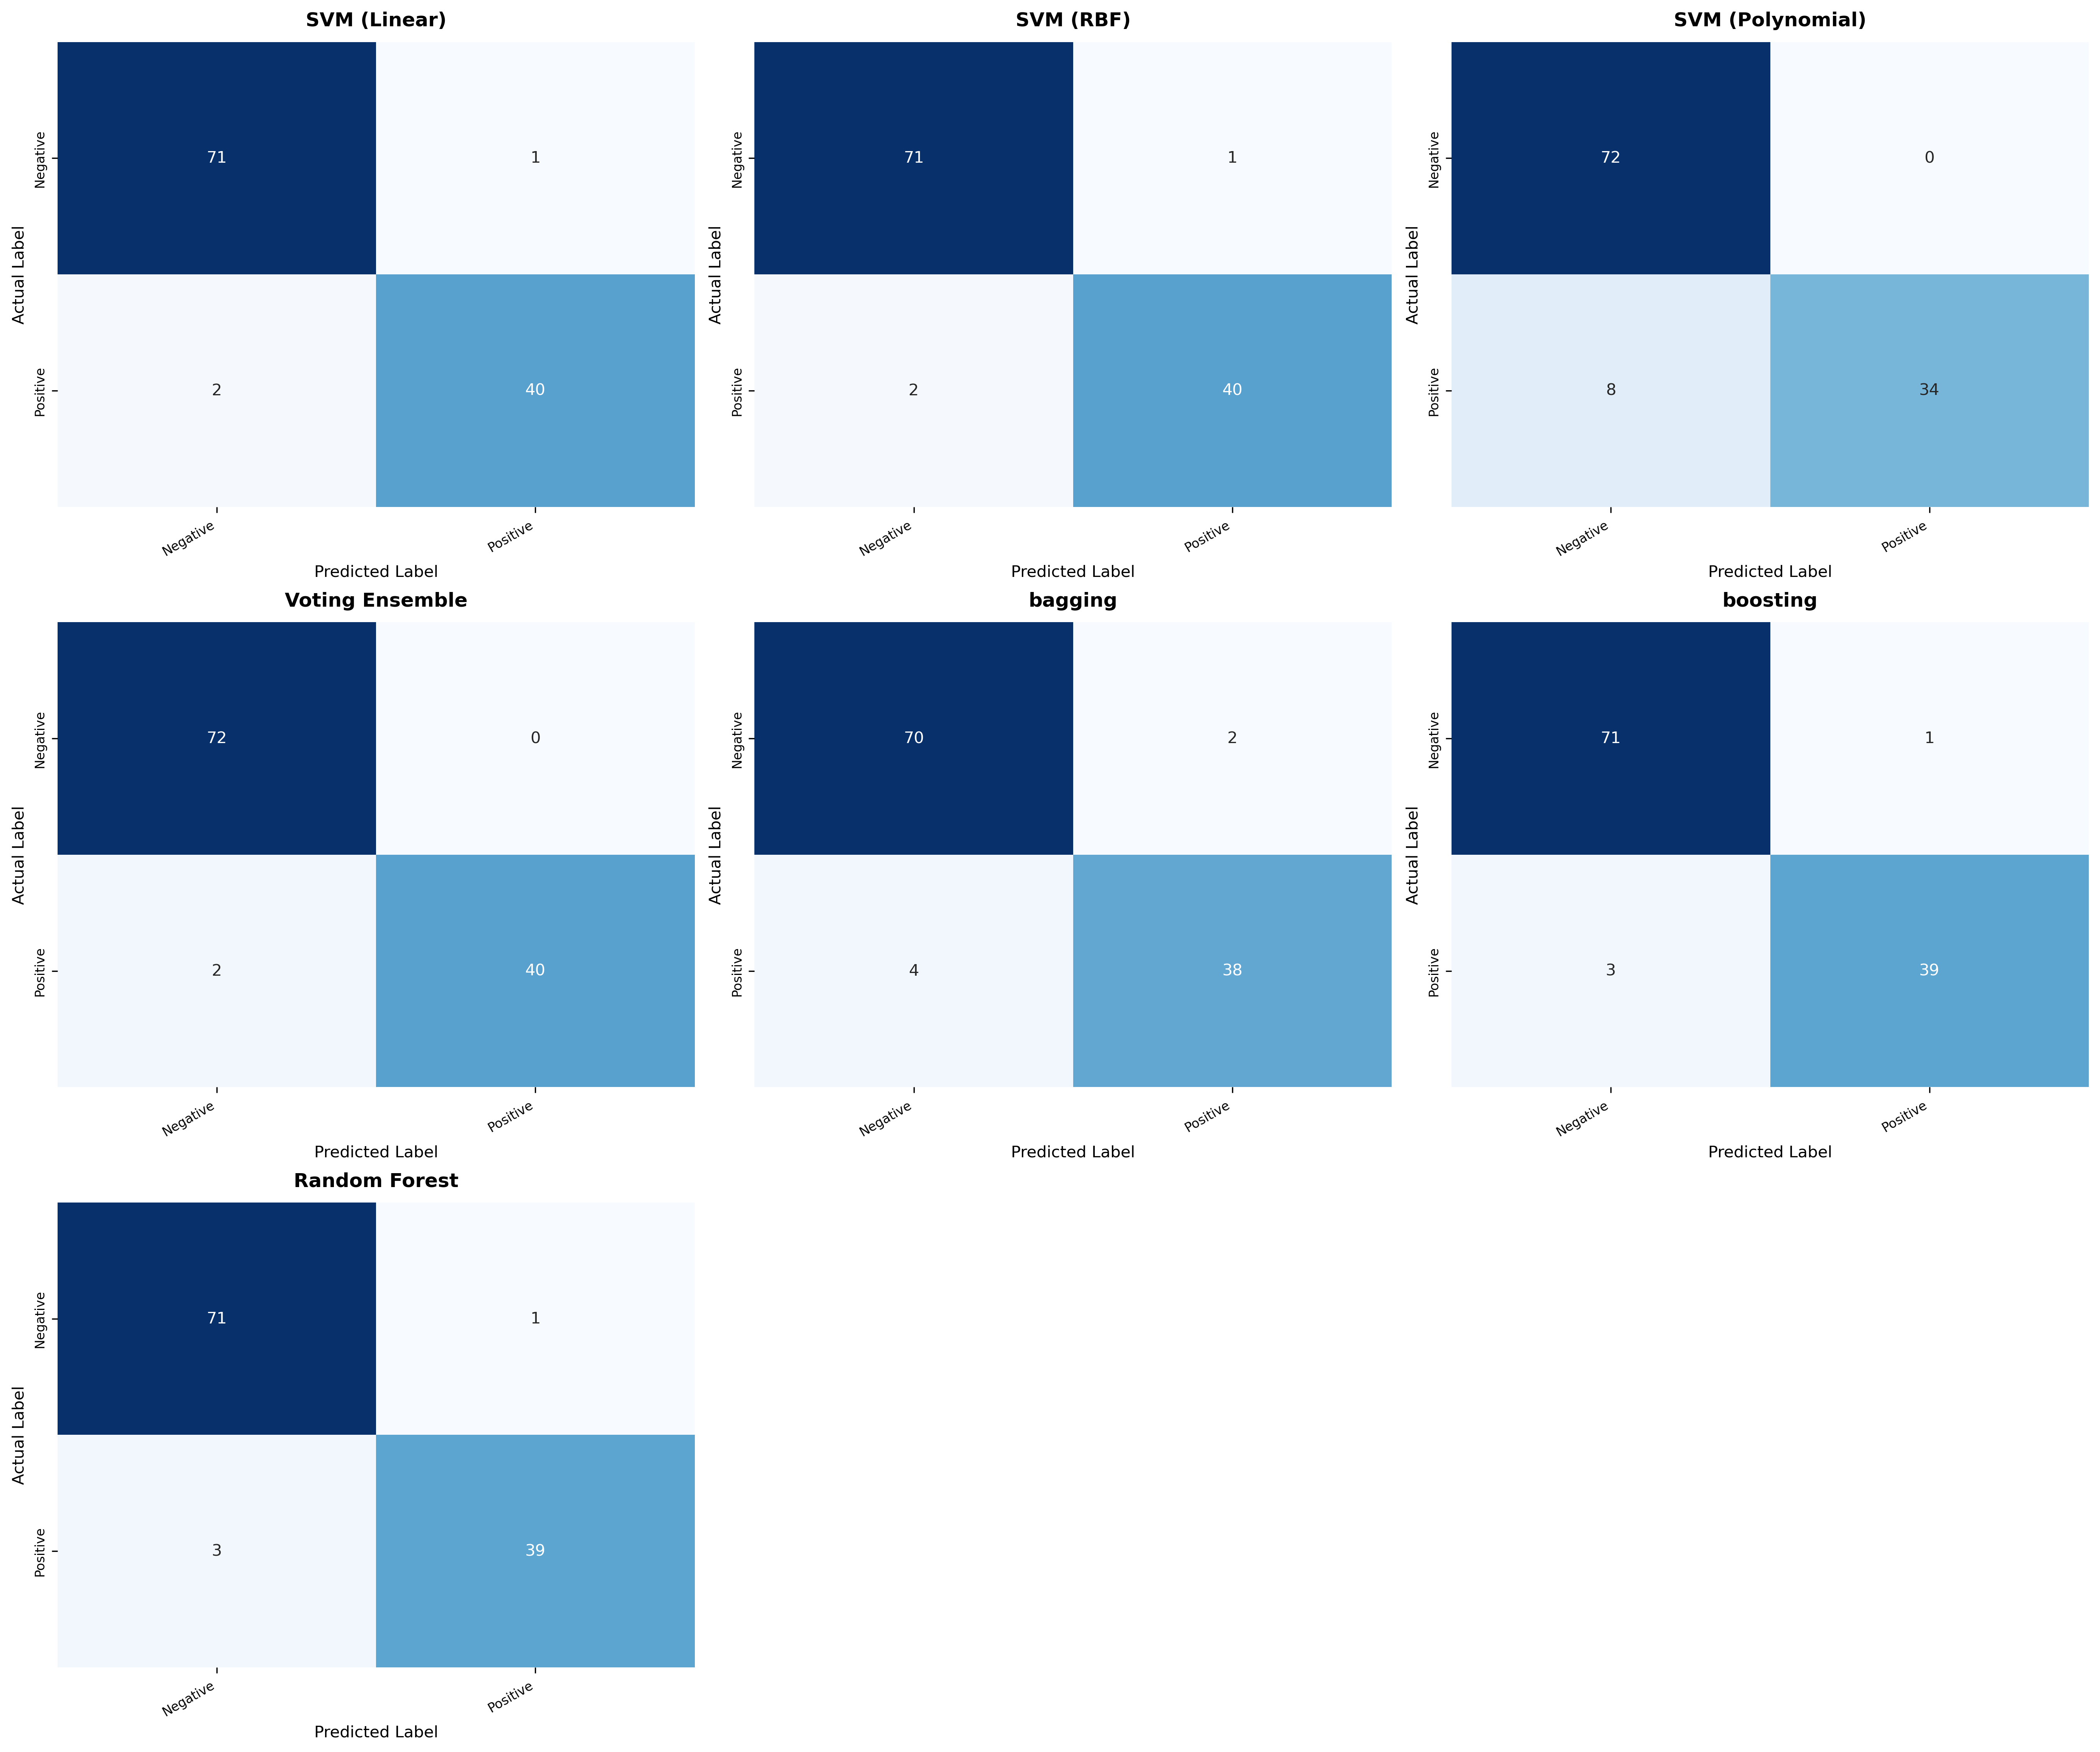 SVM (Linear)
Actual Label
Negative
71
1
Positive
2
40
Negative
Positive
Predicted Label
SVM (RBF)
Actual Label
Negative
71
1
Positive
2
40
Negative
Positive
Predicted Label
SVM (Polynomial)
Actual Label
Negative
72
0
Positive
8
34
Negative
Positive
Predicted Label
Voting Ensemble
Actual Label
Negative
72
0
Positive
2
40
Negative
Positive
Predicted Label
bagging
Actual Label
Negative
70
2
Positive
4
38
Negative
Positive
Predicted Label
boosting
Actual Label
Negative
71
1
Positive
3
39
Negative
Positive
Predicted Label
Random Forest
Actual Label
Negative
71
1
Positive
3
39
Negative
Positive
Predicted Label